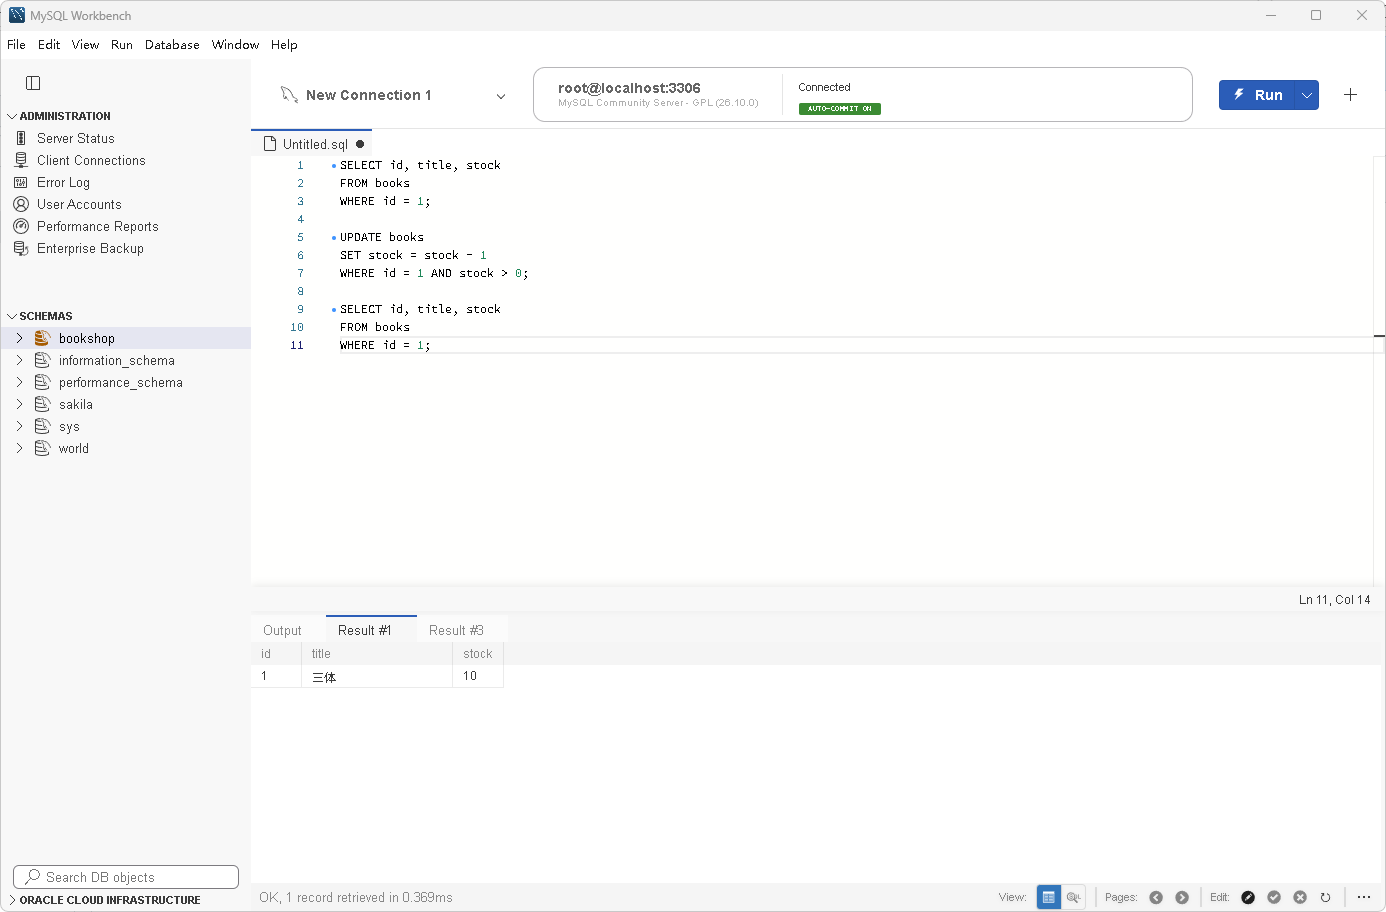 MySQL Workbench
File Edit View Run Database Window Help
New Connection 1
root@localhost:3306
MySQL Community Server - GPL (26.10.0)
Connected
AUTO-COMMIT ON
Run
ADMINISTRATION
Server Status
Client Connections
Error Log
User Accounts
Performance Reports
Enterprise Backup
SCHEMAS
bookshop
information_schema
performance_schema
sakila
sys
world
Search DB objects
ORACLE CLOUD INFRASTRUCTURE
Untitled.sql
1 SELECT id, title, stock
2 FROM books
3 WHERE id = 1;
4
5 UPDATE books
6 SET stock = stock - 1
7 WHERE id = 1 AND stock > 0;
8
9 SELECT id, title, stock
10 FROM books
11 WHERE id = 1;
Ln 11, Col 14
Output Result #1 Result #3
id title stock
1 三体 10
OK, 1 record retrieved in 0.369ms
View: Pages: Edit: